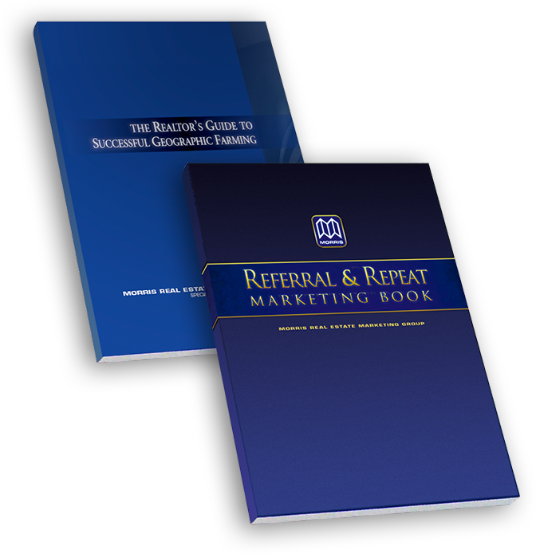 THE REALTOR'S GUIDE TO
SUCCESSFUL GEOGRAPHIC FARMING
MORRIS REAL ESTATE
MORRIS
REFERRAL & REPEAT
MARKETING BOOK
MORRIS REAL ESTATE MARKETING GROUP